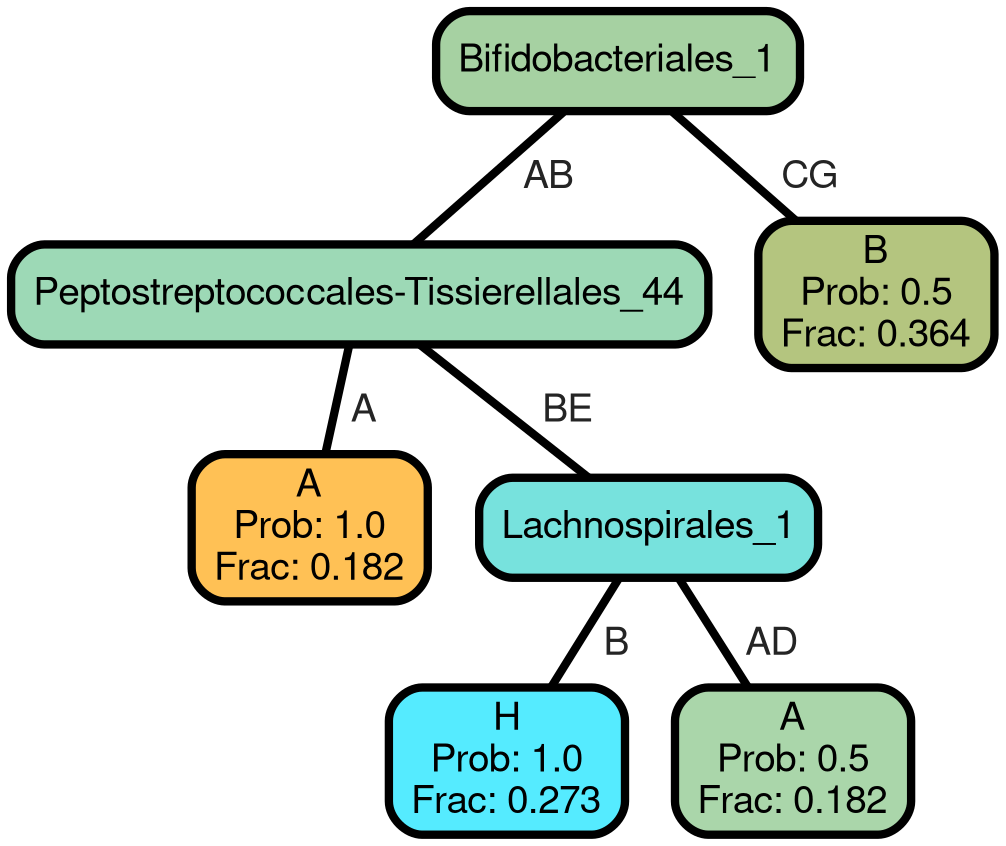 Bifidobacteriales_1
AB
CG
Peptostreptococcales-Tissierellales_44
B
Prob: 0.5
Frac: 0.364
A
BE
A
Prob: 1.0
Frac: 0.182
Lachnospirales_1
B
AD
H
Prob: 1.0
Frac: 0.273
A
Prob: 0.5
Frac: 0.182